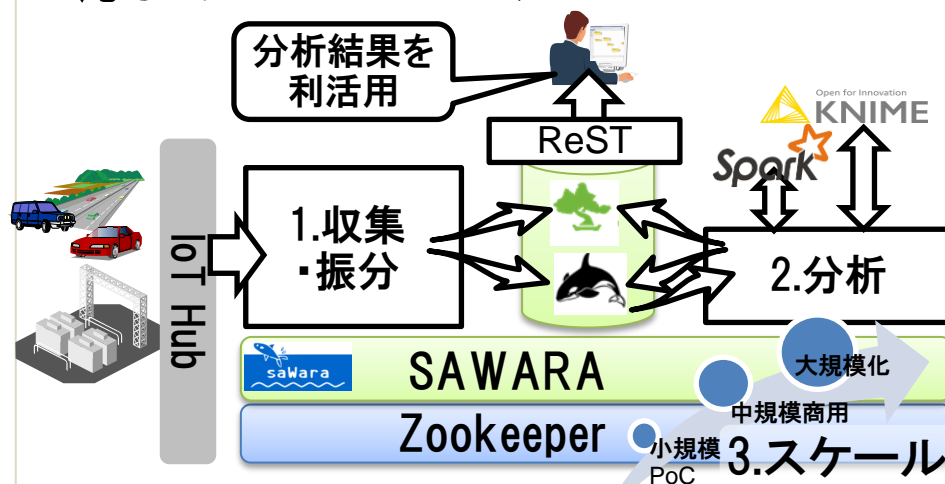 分析結果を
利活用
Open for Innovation
KNIME
ReST
Spark
IoT Hub
1.収集
・振分
2.分析
saWara
SAWARA
大規模化
中規模商用
Zookeeper
小規模
PoC
3.スケール